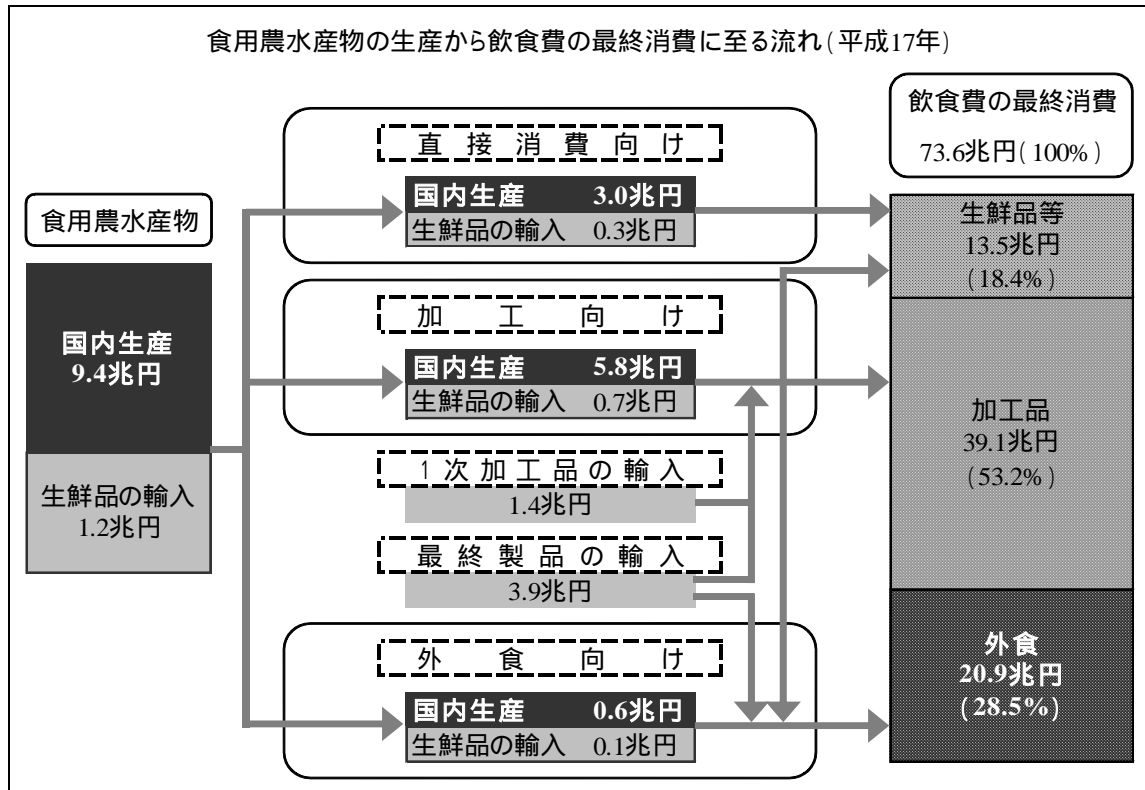 食用農水産物の生産から飲食費の最終消費に至る流れ(平成17年)
飲食費の最終消費
73.6兆円(100%)
食用農水産物
国内生産
9.4兆円
生鮮品の輸入
1.2兆円
直接消費向け
国内生産 3.0兆円
生鮮品の輸入 0.3兆円
加工向け
国内生産 5.8兆円
生鮮品の輸入 0.7兆円
1次加工品の輸入
1.4兆円
最終製品の輸入
3.9兆円
外食向け
国内生産 0.6兆円
生鮮品の輸入 0.1兆円
生鮮品等
13.5兆円
(18.4%)
加工品
39.1兆円
(53.2%)
外食
20.9兆円
(28.5%)